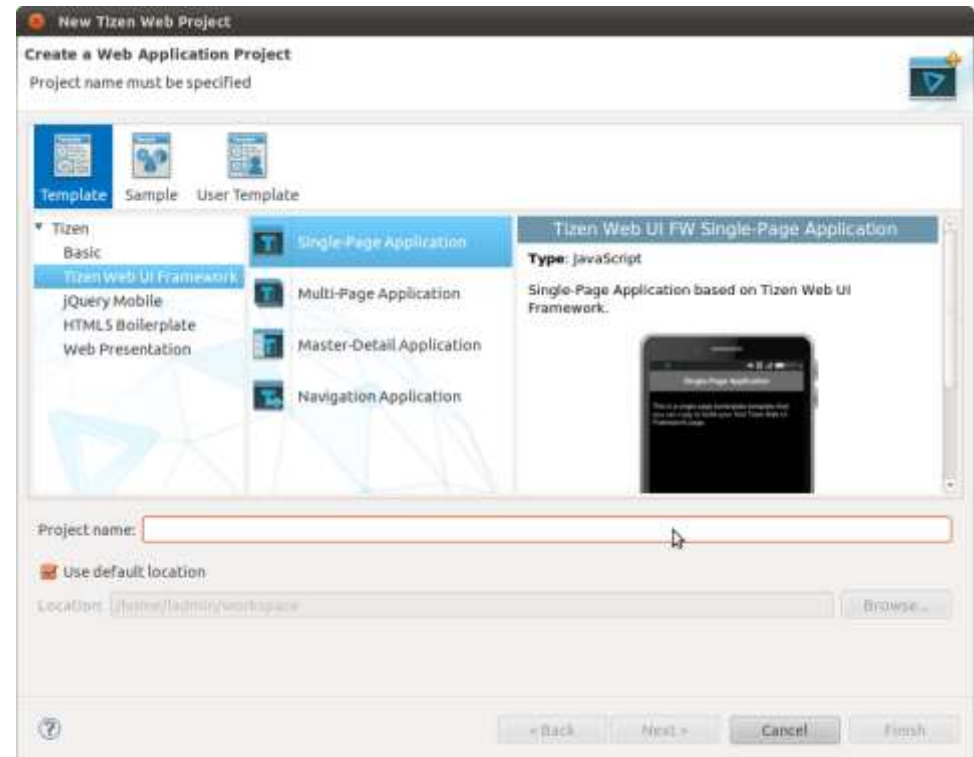 New Tizen Web Project
Create a Web Application Project
Project name must be specified
Template
Sample
User Template
Tizen
Basic
Tizen Web UI Framework
jQuery Mobile
HTML5 Boilerplate
Web Presentation
Single-Page Application
Multi-Page Application
Master-Detail Application
Navigation Application
Tizen Web UI FW Single-Page Application
Type: JavaScript
Single-Page Application based on Tizen Web UI
Framework.
Single-Page Application
Project name:
Use default location
Location: /home/ladmin/workspace
Browse...
< Back
Next >
Cancel
Finish